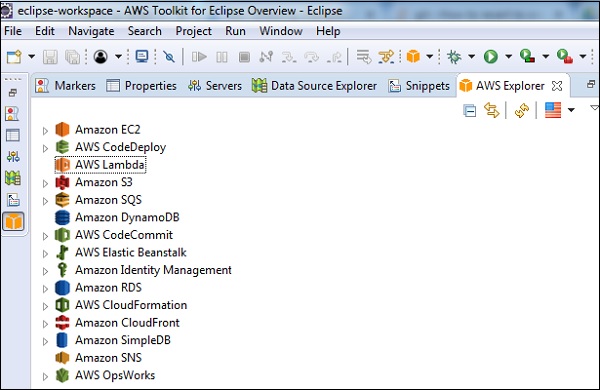 eclipse-workspace - AWS Toolkit for Eclipse Overview - Eclipse
File Edit Navigate Search Project Run Window Help
Markers Properties Servers Data Source Explorer Snippets AWS Explorer
Amazon EC2
AWS CodeDeploy
AWS Lambda
Amazon S3
Amazon SQS
Amazon DynamoDB
AWS CodeCommit
AWS Elastic Beanstalk
Amazon Identity Management
Amazon RDS
AWS CloudFormation
Amazon CloudFront
Amazon SimpleDB
Amazon SNS
AWS OpsWorks